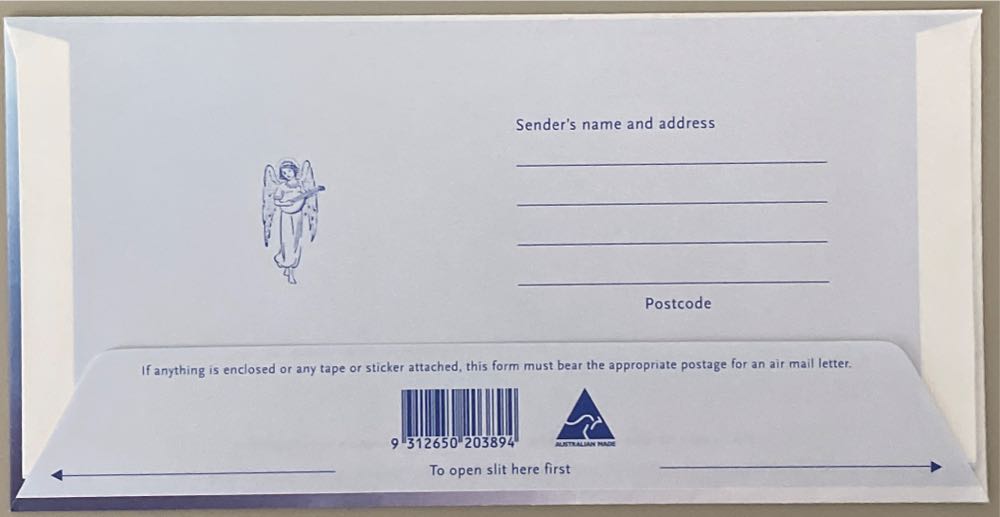 Sender's name and address
Postcode
If anything is enclosed or any tape or sticker attached, this form must bear the appropriate postage for an air mail letter.
9 312650 203894
AUSTRALIAN MADE
To open slit here first